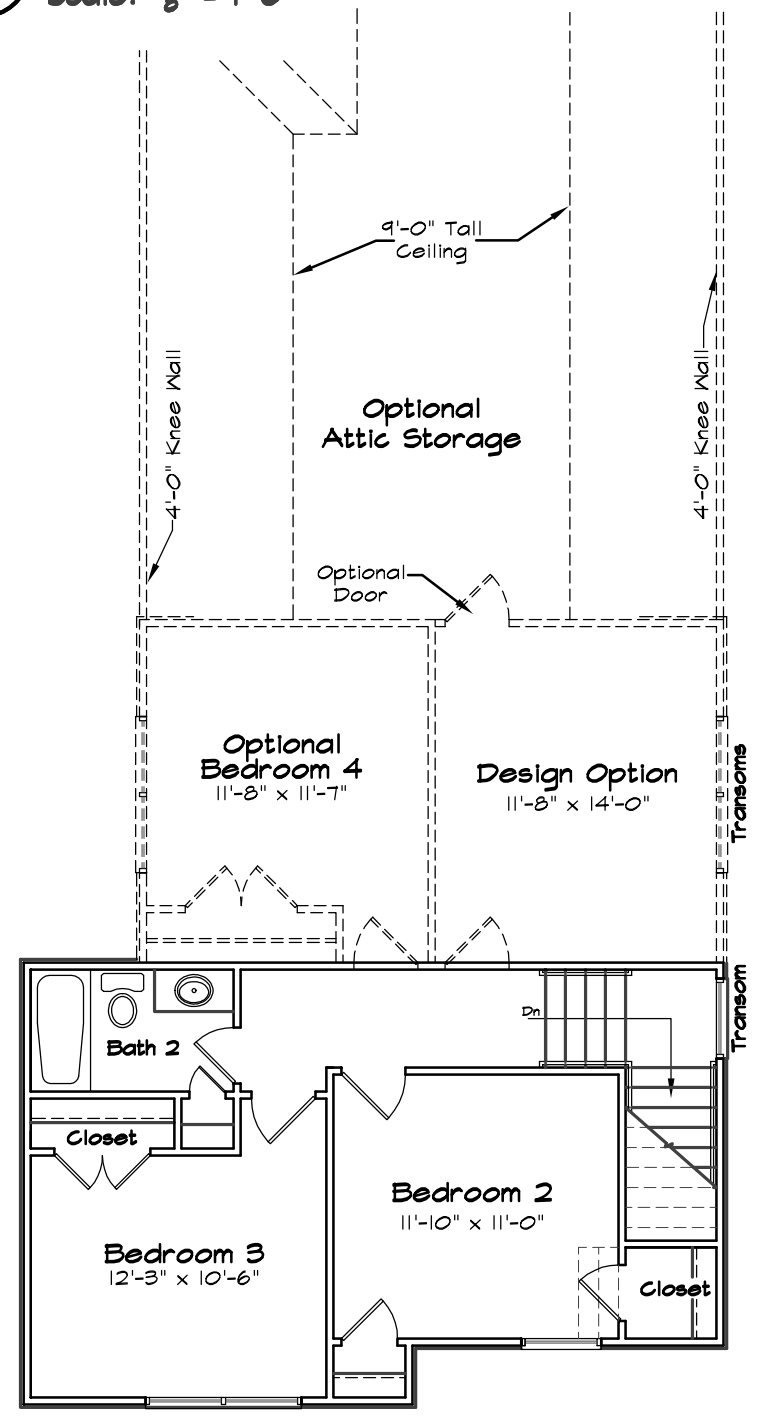 9'-0" Tall
Ceiling
4'-0" Knee Wall
4'-0" Knee Wall
Optional
Attic Storage
Optional
Door
Optional
Bedroom 4
11'-8" x 11'-7"
Design Option
11'-8" x 14'-0"
Transoms
Transom
Dn
Bath 2
Closet
Bedroom 2
11'-10" x 11'-0"
Bedroom 3
12'-3" x 10'-6"
Closet